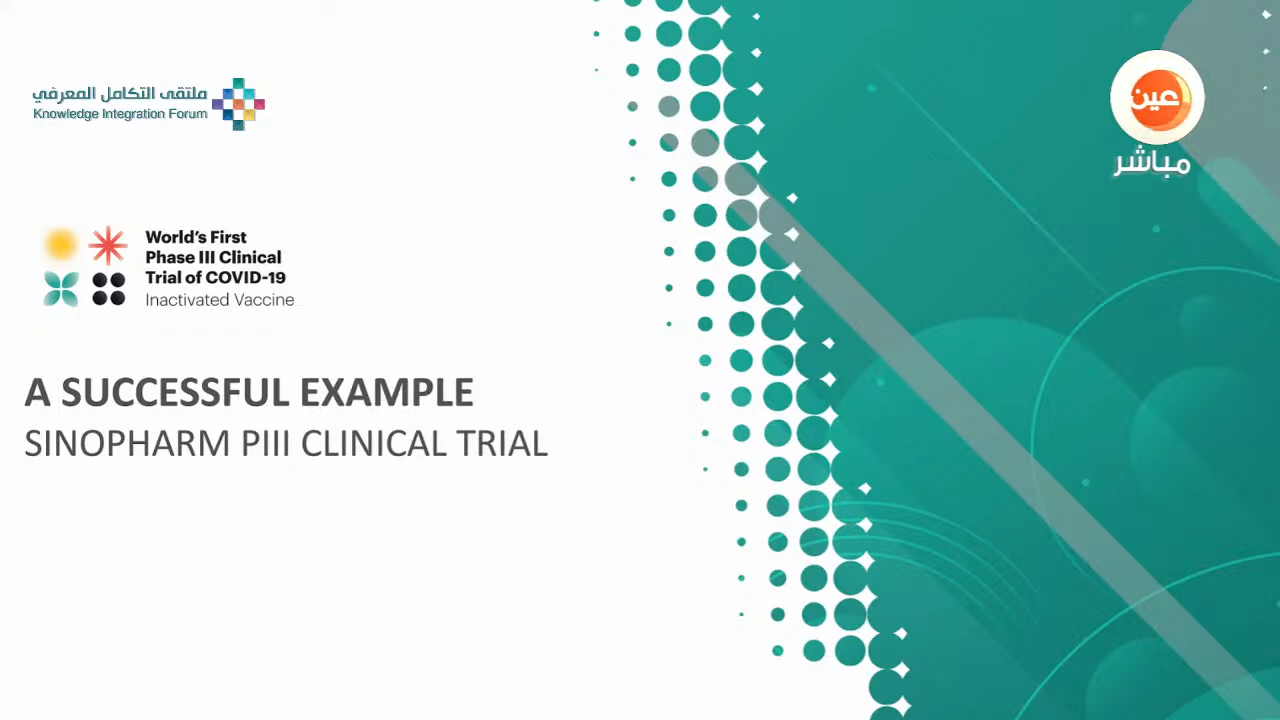 ملتقى التكامل المعرفي
Knowledge Integration Forum
عين
مباشر
World's First
Phase III Clinical
Trial of COVID-19
Inactivated Vaccine
A SUCCESSFUL EXAMPLE
SINOPHARM PIII CLINICAL TRIAL